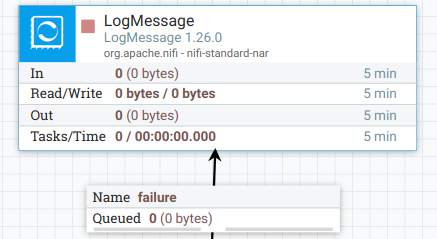 LogMessage
LogMessage 1.26.0
org.apache.nifi - nifi-standard-nar
In 0 (0 bytes) 5 min
Read/Write 0 bytes / 0 bytes 5 min
Out 0 (0 bytes) 5 min
Tasks/Time 0 / 00:00:00.000 5 min
Name failure
Queued 0 (0 bytes)